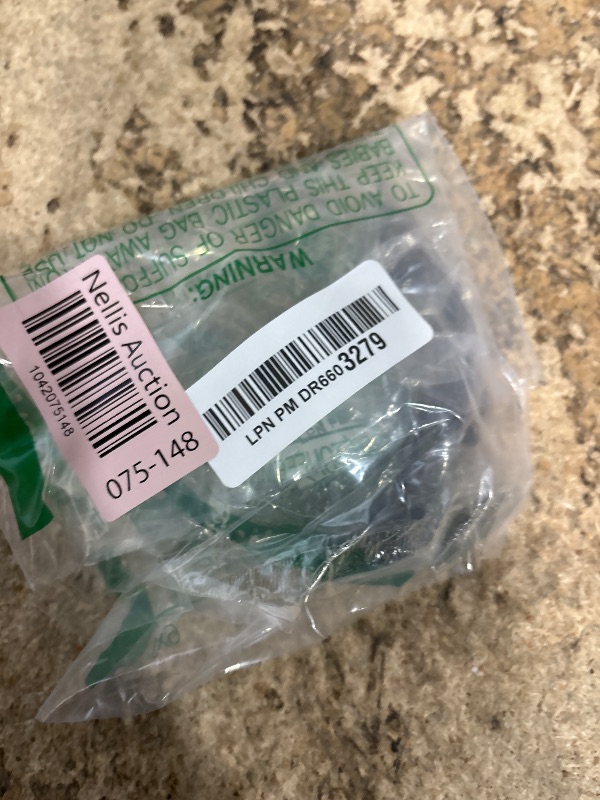 TO AVOID DANGER OF SUFFO
KEEP THIS PLASTIC BAG AWA
BABIES AND CHILDREN. DO NOT USE
WARNING:
Nellis Auction
1042075148
075-148
LPN PM DR6603279